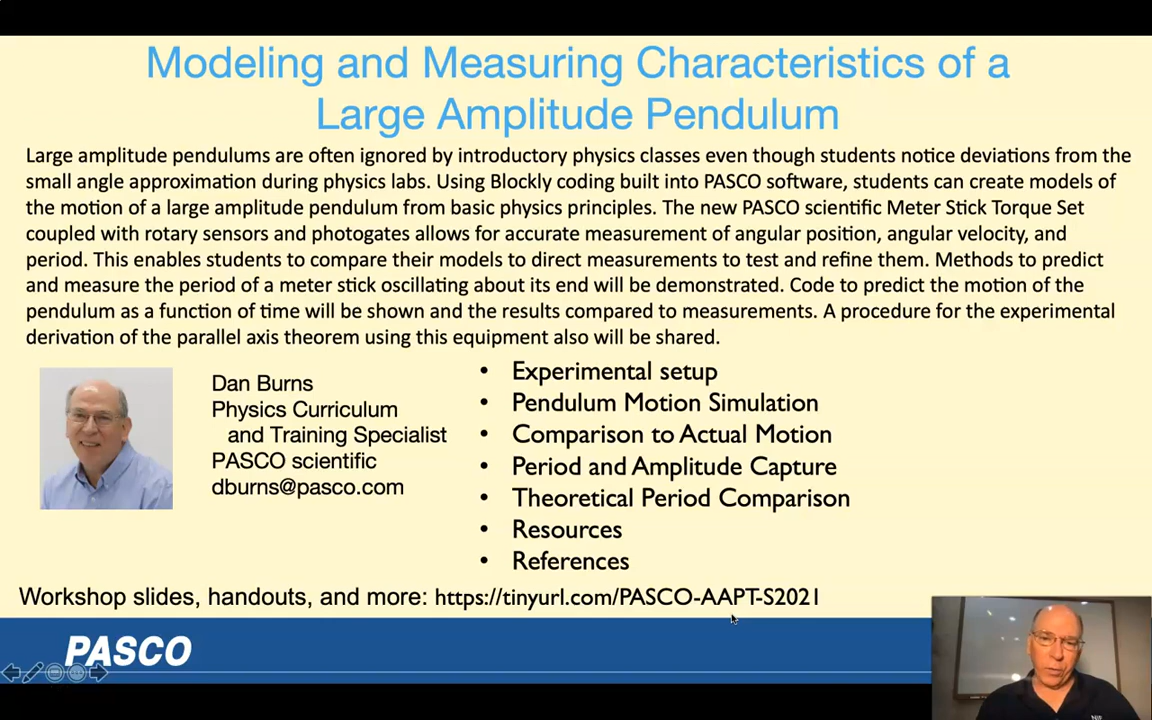 Modeling and Measuring Characteristics of a
Large Amplitude Pendulum
Large amplitude pendulums are often ignored by introductory physics classes even though students notice deviations from the
small angle approximation during physics labs. Using Blockly coding built into PASCO software, students can create models of
the motion of a large amplitude pendulum from basic physics principles. The new PASCO scientific Meter Stick Torque Set
coupled with rotary sensors and photogates allows for accurate measurement of angular position, angular velocity, and
period. This enables students to compare their models to direct measurements to test and refine them. Methods to predict
and measure the period of a meter stick oscillating about its end will be demonstrated. Code to predict the motion of the
pendulum as a function of time will be shown and the results compared to measurements. A procedure for the experimental
derivation of the parallel axis theorem using this equipment also will be shared.
Dan Burns
Physics Curriculum
and Training Specialist
PASCO scientific
dburns@pasco.com
• Experimental setup
• Pendulum Motion Simulation
• Comparison to Actual Motion
• Period and Amplitude Capture
• Theoretical Period Comparison
• Resources
• References
Workshop slides, handouts, and more: https://tinyurl.com/PASCO-AAPT-S2021
PASCO